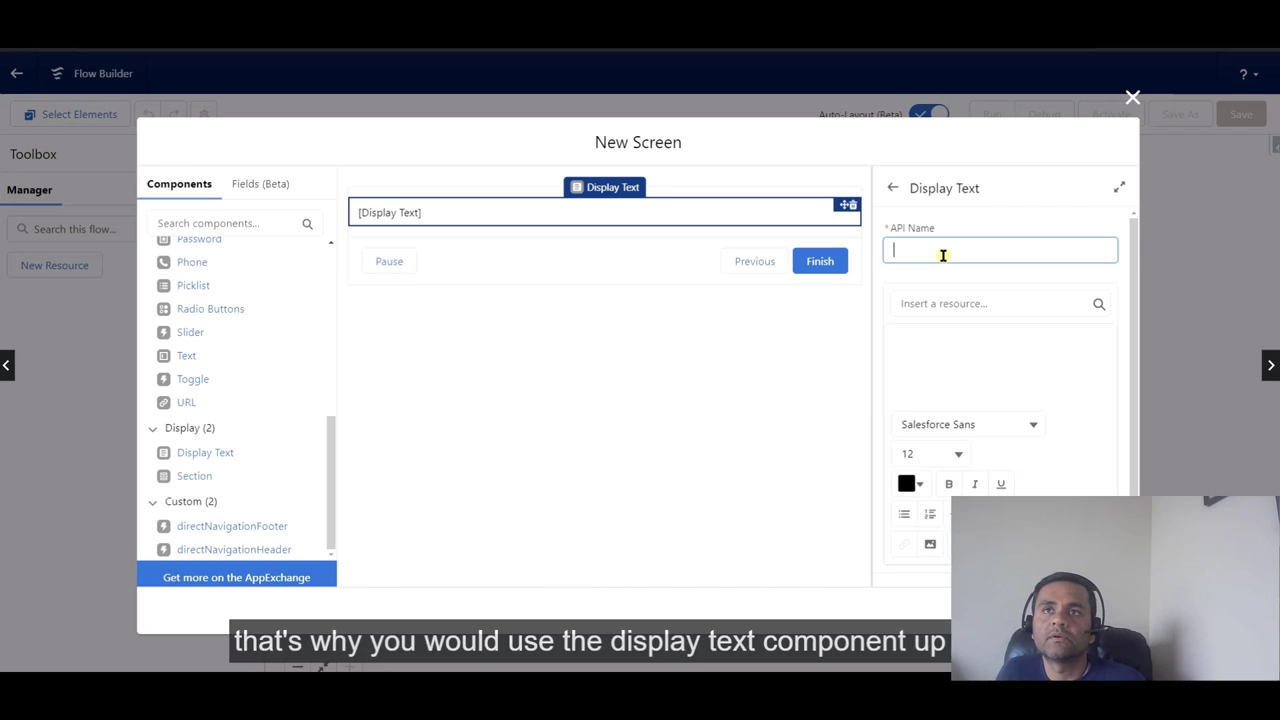 Flow Builder
?
Select Elements
Auto-Layout (Beta)
Run
Debug
Activate
Save As
Save
Toolbox
Manager
Search this flow...
New Resource
New Screen
Components
Fields (Beta)
Search components...
Password
Phone
Picklist
Radio Buttons
Slider
Text
Toggle
URL
Display (2)
Display Text
Section
Custom (2)
directNavigationFooter
directNavigationHeader
Get more on the AppExchange
Display Text
[Display Text]
Pause
Previous
Finish
Display Text
* API Name
Insert a resource...
Salesforce Sans
12
B I U
that's why you would use the display text component up